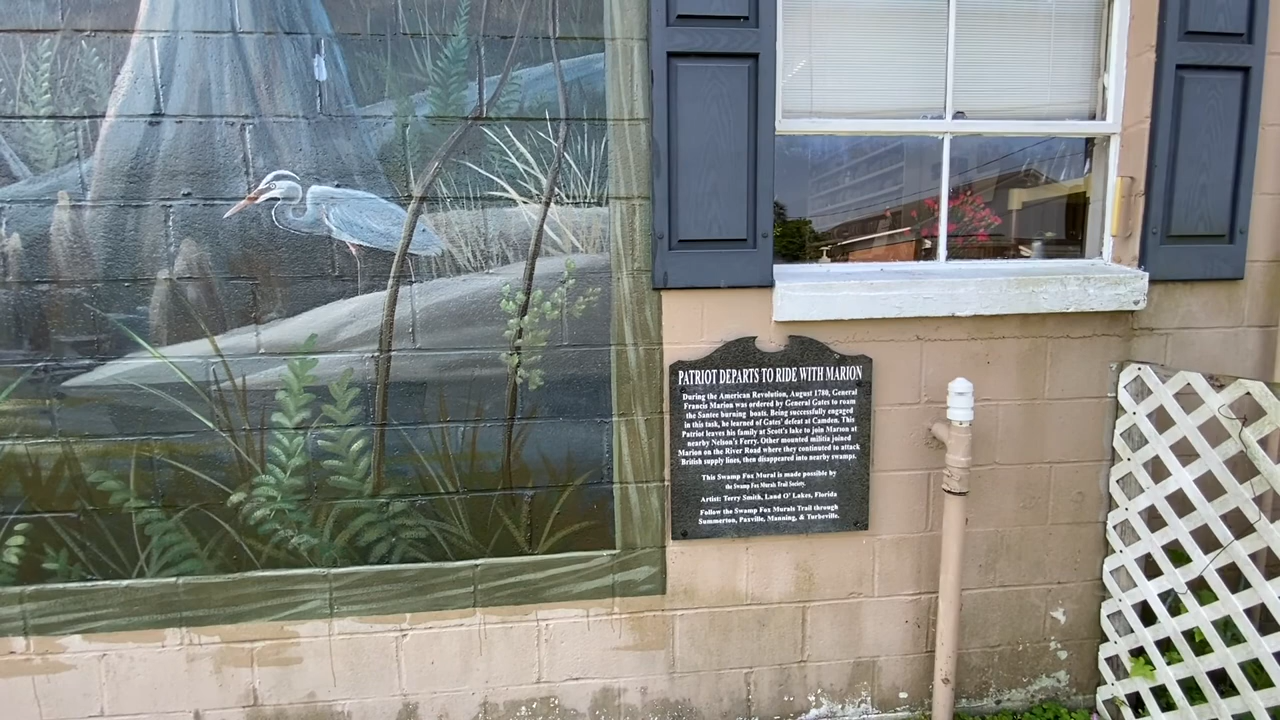 PATRIOT DEPARTS TO RIDE WITH MARION
During the American Revolution, August 1780, General
Francis Marion was ordered by General Gates to roam
the Santee burning boats. Being successfully engaged
in this task, he learned of Gates' defeat at Camden. This
Patriot leaves his family at Scott's lake to join Marion at
nearby Nelson's Ferry. Other mounted militia joined
Marion on the River Road where they continued to attack
British supply lines, then disappeared into nearby swamps.
This Swamp Fox Mural is made possible by
the Swamp Fox Murals Trail Society.
Artist: Terry Smith, Land O' Lakes, Florida
Follow the Swamp Fox Murals Trail through
Summerton, Paxville, Manning, & Turbeville.